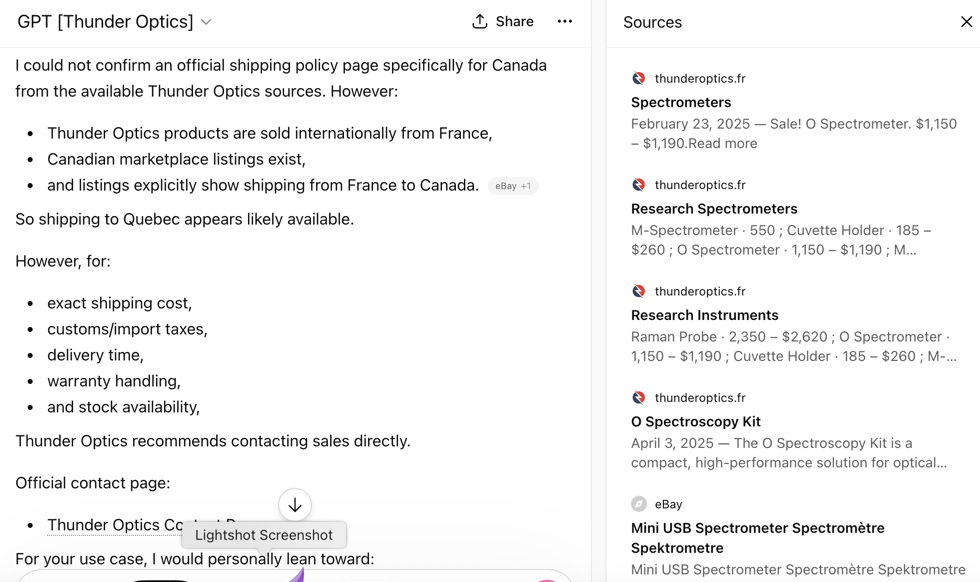 GPT [Thunder Optics]
Share
I could not confirm an official shipping policy page specifically for Canada
from the available Thunder Optics sources. However:
• Thunder Optics products are sold internationally from France,
• Canadian marketplace listings exist,
• and listings explicitly show shipping from France to Canada. eBay +1
So shipping to Quebec appears likely available.
However, for:
• exact shipping cost,
• customs/import taxes,
• delivery time,
• warranty handling,
• and stock availability,
Thunder Optics recommends contacting sales directly.
Official contact page:
• Thunder Optics
Lightshot Screenshot
For your use case, I would personally lean toward:
Sources
thunderoptics.fr
Spectrometers
February 23, 2025 — Sale! O Spectrometer. $1,150
– $1,190.Read more
thunderoptics.fr
Research Spectrometers
M-Spectrometer · 550 ; Cuvette Holder · 185 –
$260 ; O Spectrometer · 1,150 – $1,190 ; M...
thunderoptics.fr
Research Instruments
Raman Probe · 2,350 – $2,620 ; O Spectrometer ·
1,150 – $1,190 ; Cuvette Holder · 185 – $260 ; M-...
thunderoptics.fr
O Spectroscopy Kit
April 3, 2025 — The O Spectroscopy Kit is a
compact, high-performance solution for optical...
eBay
Mini USB Spectrometer Spectromètre
Spektrometre
Mini USB Spectrometer Spectromètre Spektrometre